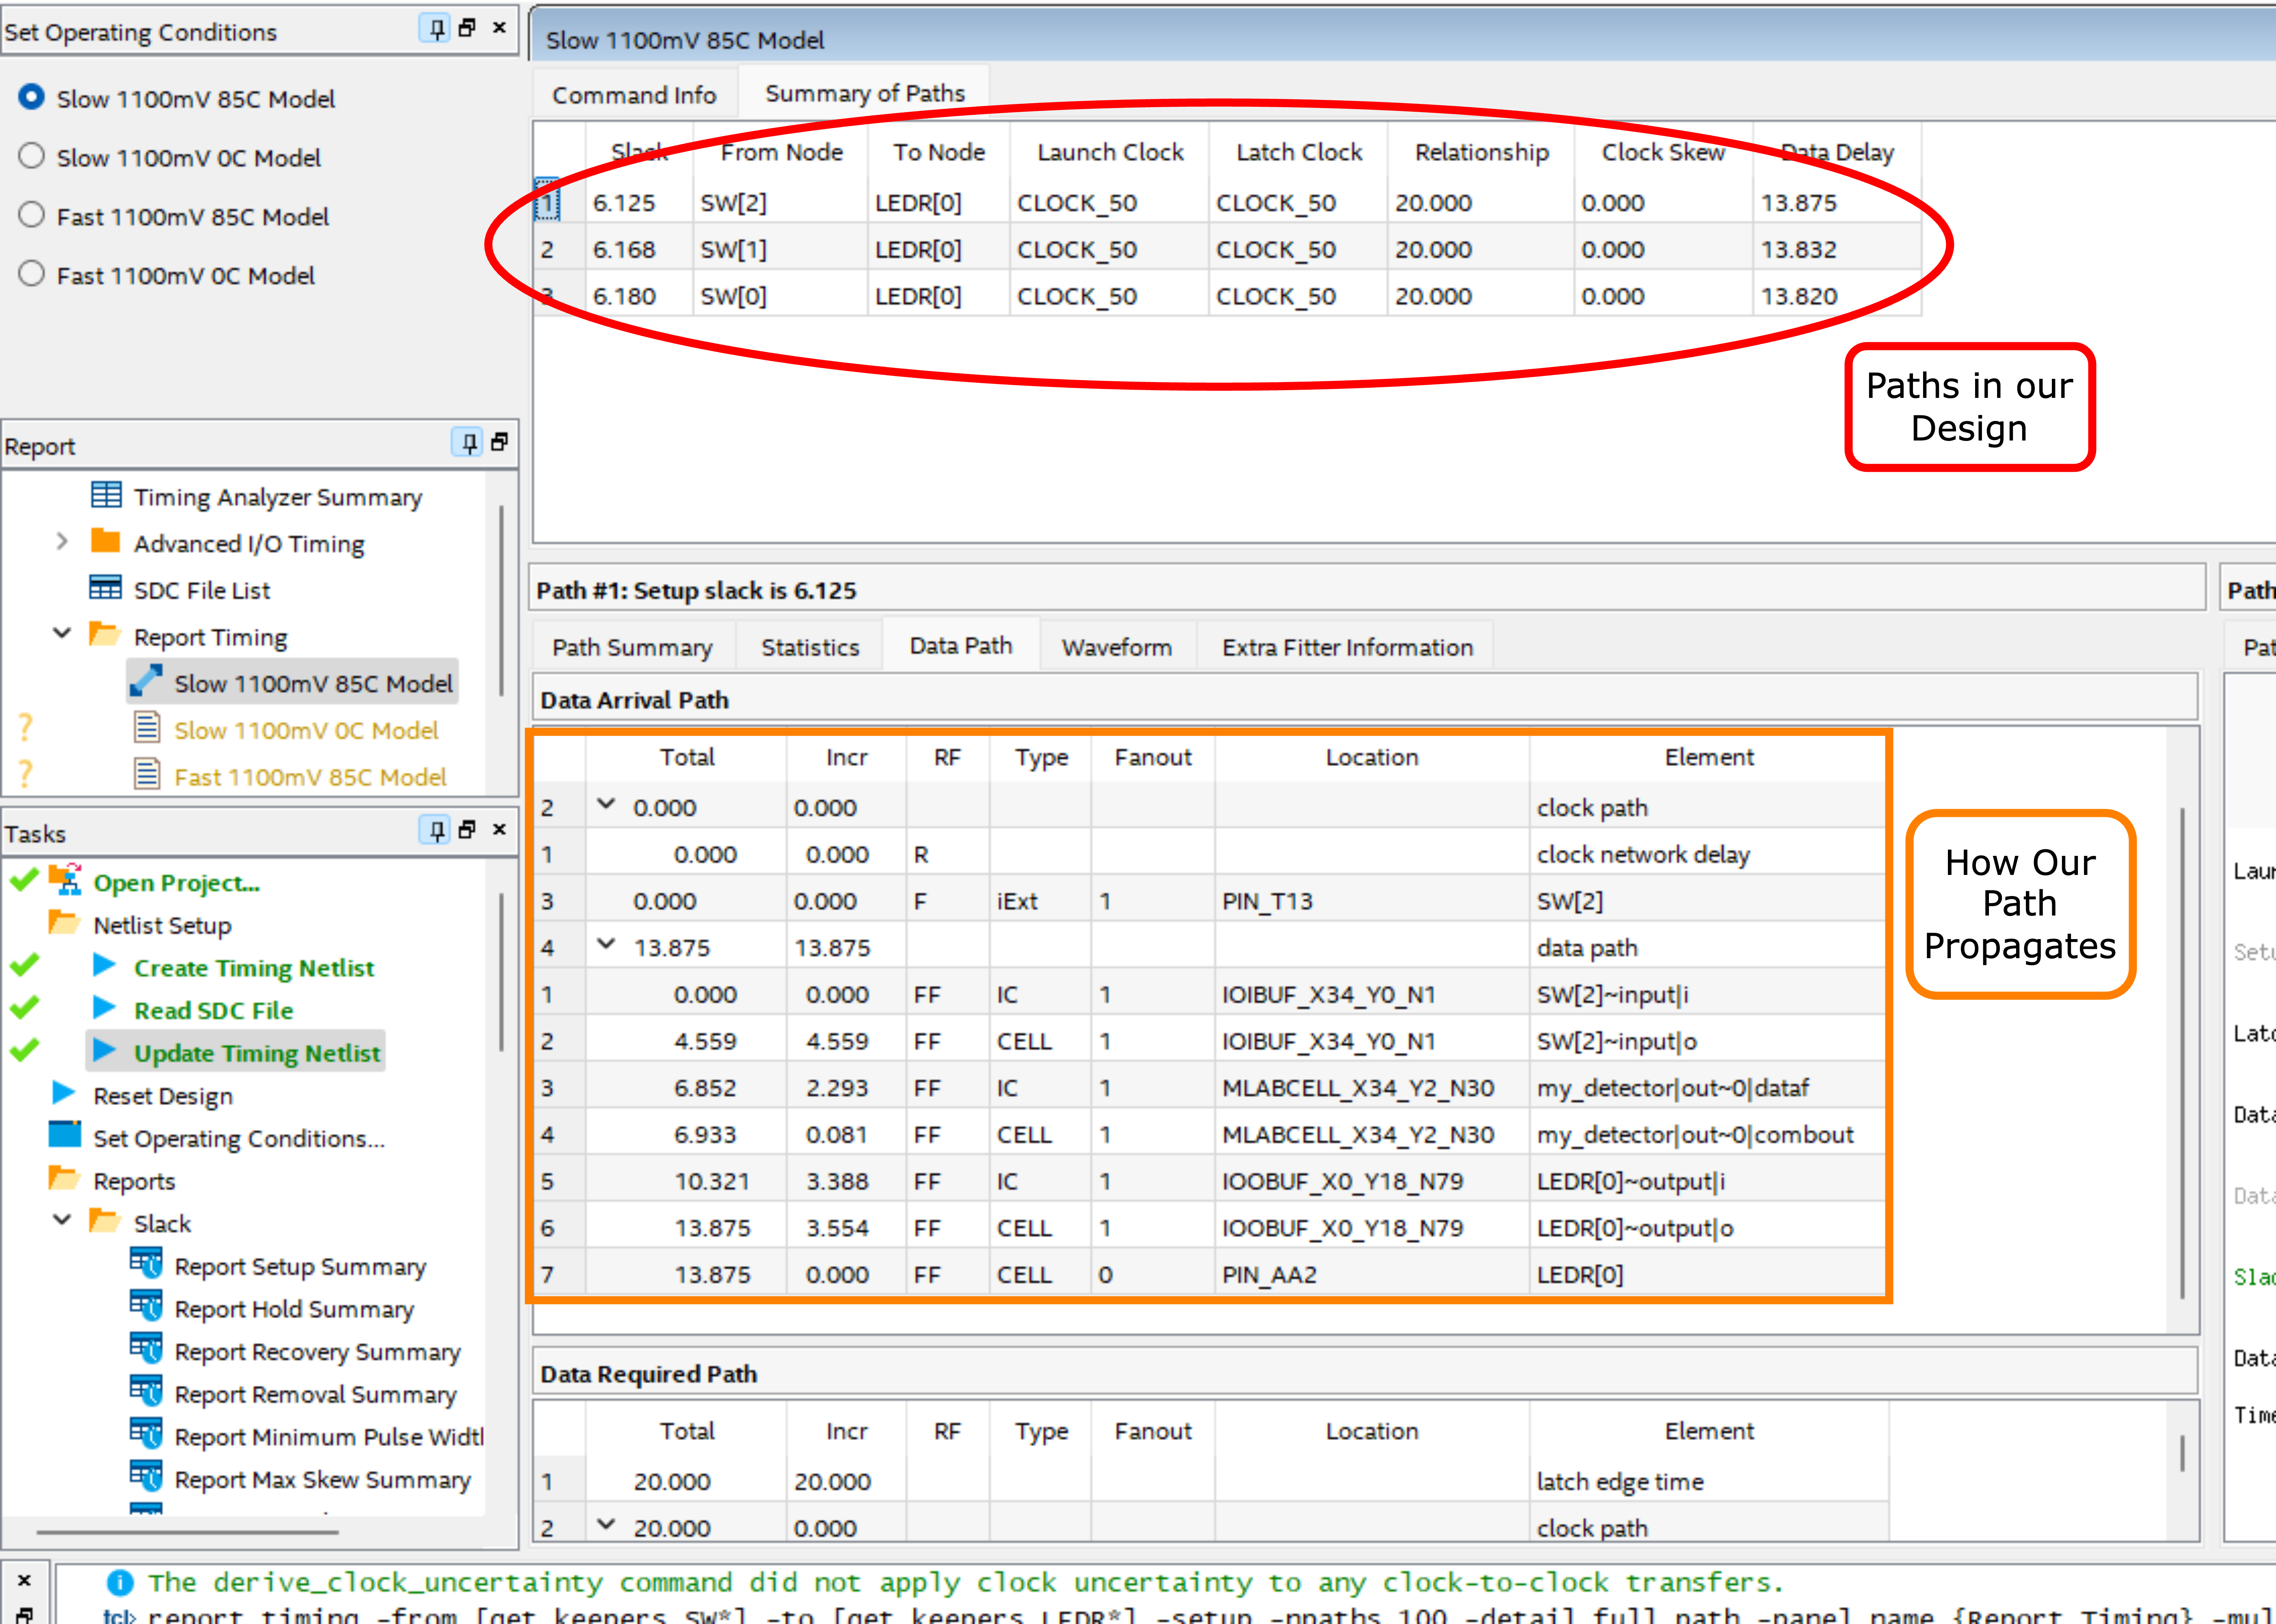 Set Operating Conditions
Slow 1100mV 85C Model
Slow 1100mV 0C Model
Fast 1100mV 85C Model
Fast 1100mV 0C Model
Report
Timing Analyzer Summary
Advanced I/O Timing
SDC File List
Report Timing
Slow 1100mV 85C Model
? Slow 1100mV 0C Model
? Fast 1100mV 85C Model
Tasks
Open Project...
Netlist Setup
Create Timing Netlist
Read SDC File
Update Timing Netlist
Reset Design
Set Operating Conditions...
Reports
Slack
Report Setup Summary
Report Hold Summary
Report Recovery Summary
Report Removal Summary
Report Minimum Pulse Widt
Report Max Skew Summary
Slow 1100mV 85C Model
Command Info Summary of Paths
Slack From Node To Node Launch Clock Latch Clock Relationship Clock Skew Data Delay
1 6.125 SW[2] LEDR[0] CLOCK_50 CLOCK_50 20.000 0.000 13.875
2 6.168 SW[1] LEDR[0] CLOCK_50 CLOCK_50 20.000 0.000 13.832
3 6.180 SW[0] LEDR[0] CLOCK_50 CLOCK_50 20.000 0.000 13.820
Paths in our
Design
Path #1: Setup slack is 6.125
Path Summary Statistics Data Path Waveform Extra Fitter Information
Data Arrival Path
Total Incr RF Type Fanout Location Element
2 0.000 0.000 clock path
1 0.000 0.000 R clock network delay
3 0.000 0.000 F iExt 1 PIN_T13 SW[2]
4 13.875 13.875 data path
1 0.000 0.000 FF IC 1 IOIBUF_X34_Y0_N1 SW[2]~input|i
2 4.559 4.559 FF CELL 1 IOIBUF_X34_Y0_N1 SW[2]~input|o
3 6.852 2.293 FF IC 1 MLABCELL_X34_Y2_N30 my_detector|out~0|dataf
4 6.933 0.081 FF CELL 1 MLABCELL_X34_Y2_N30 my_detector|out~0|combout
5 10.321 3.388 FF IC 1 IOOBUF_X0_Y18_N79 LEDR[0]~output|i
6 13.875 3.554 FF CELL 1 IOOBUF_X0_Y18_N79 LEDR[0]~output|o
7 13.875 0.000 FF CELL 0 PIN_AA2 LEDR[0]
How Our
Path
Propagates
Data Required Path
Total Incr RF Type Fanout Location Element
1 20.000 20.000 latch edge time
2 20.000 0.000 clock path
Path
Pat
Laun
Setu
Latc
Data
Data
Slac
Data
Time
The derive_clock_uncertainty command did not apply clock uncertainty to any clock-to-clock transfers.
tcl> report_timing -from [get_keepers SW*] -to [get_keepers LEDR*] -setup -npaths 100 -detail full_path -panel_name {Report Timing} -mul